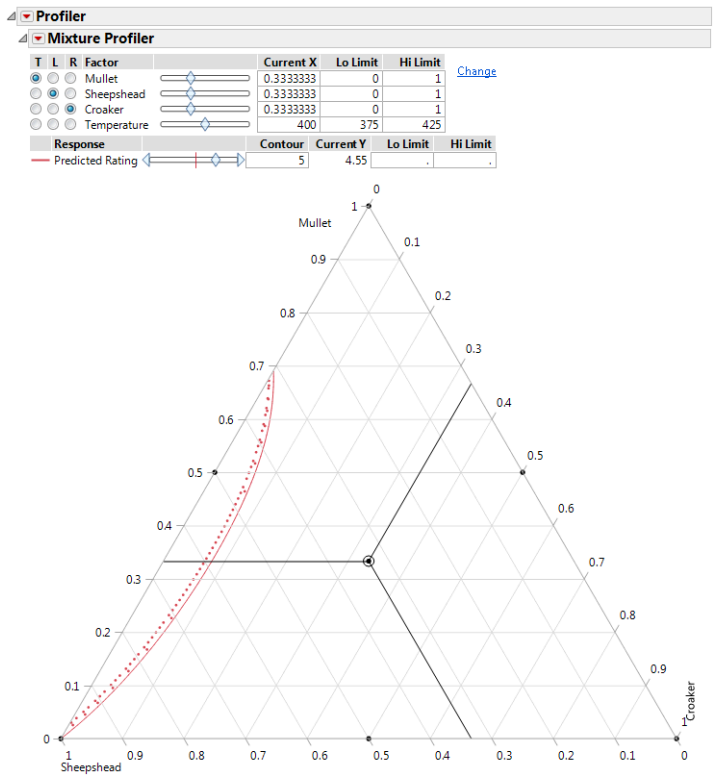 Profiler
Mixture Profiler
T L R Factor Current X Lo Limit Hi Limit
Mullet 0.3333333 0 1 Change
Sheepshead 0.3333333 0 1
Croaker 0.3333333 0 1
Temperature 400 375 425
Response Contour Current Y Lo Limit Hi Limit
Predicted Rating 5 4.55 . .
0
1
Mullet
0.1
0.9
0.2
0.8
0.3
0.7
0.4
0.6
0.5
0.5
0.6
0.4
0.7
0.3
0.8
0.2
0.9
0.1
Croaker
1
0
1 0.9 0.8 0.7 0.6 0.5 0.4 0.3 0.2 0.1 0
Sheepshead